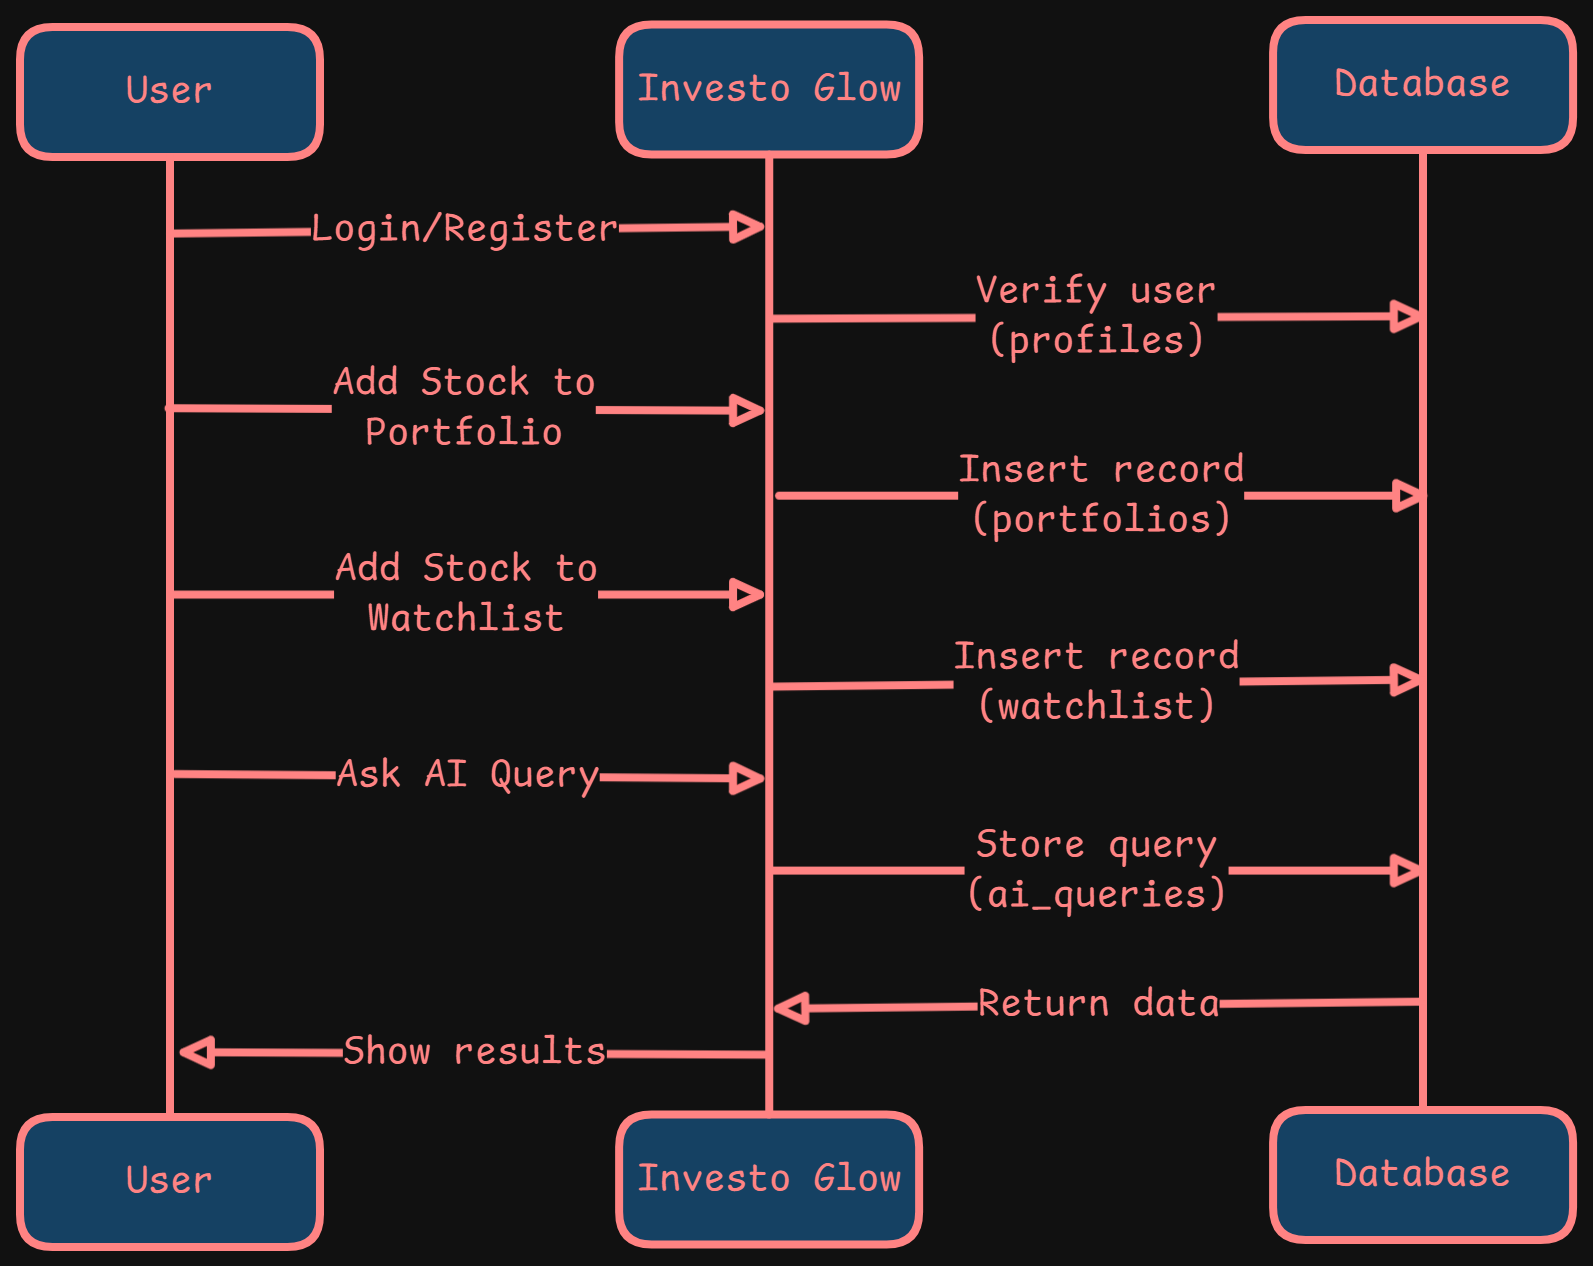 User
Investo Glow
Database
Login/Register
Verify user
(profiles)
Add Stock to
Portfolio
Insert record
(portfolios)
Add Stock to
Watchlist
Insert record
(watchlist)
Ask AI Query
Store query
(ai_queries)
Return data
Show results
User
Investo Glow
Database